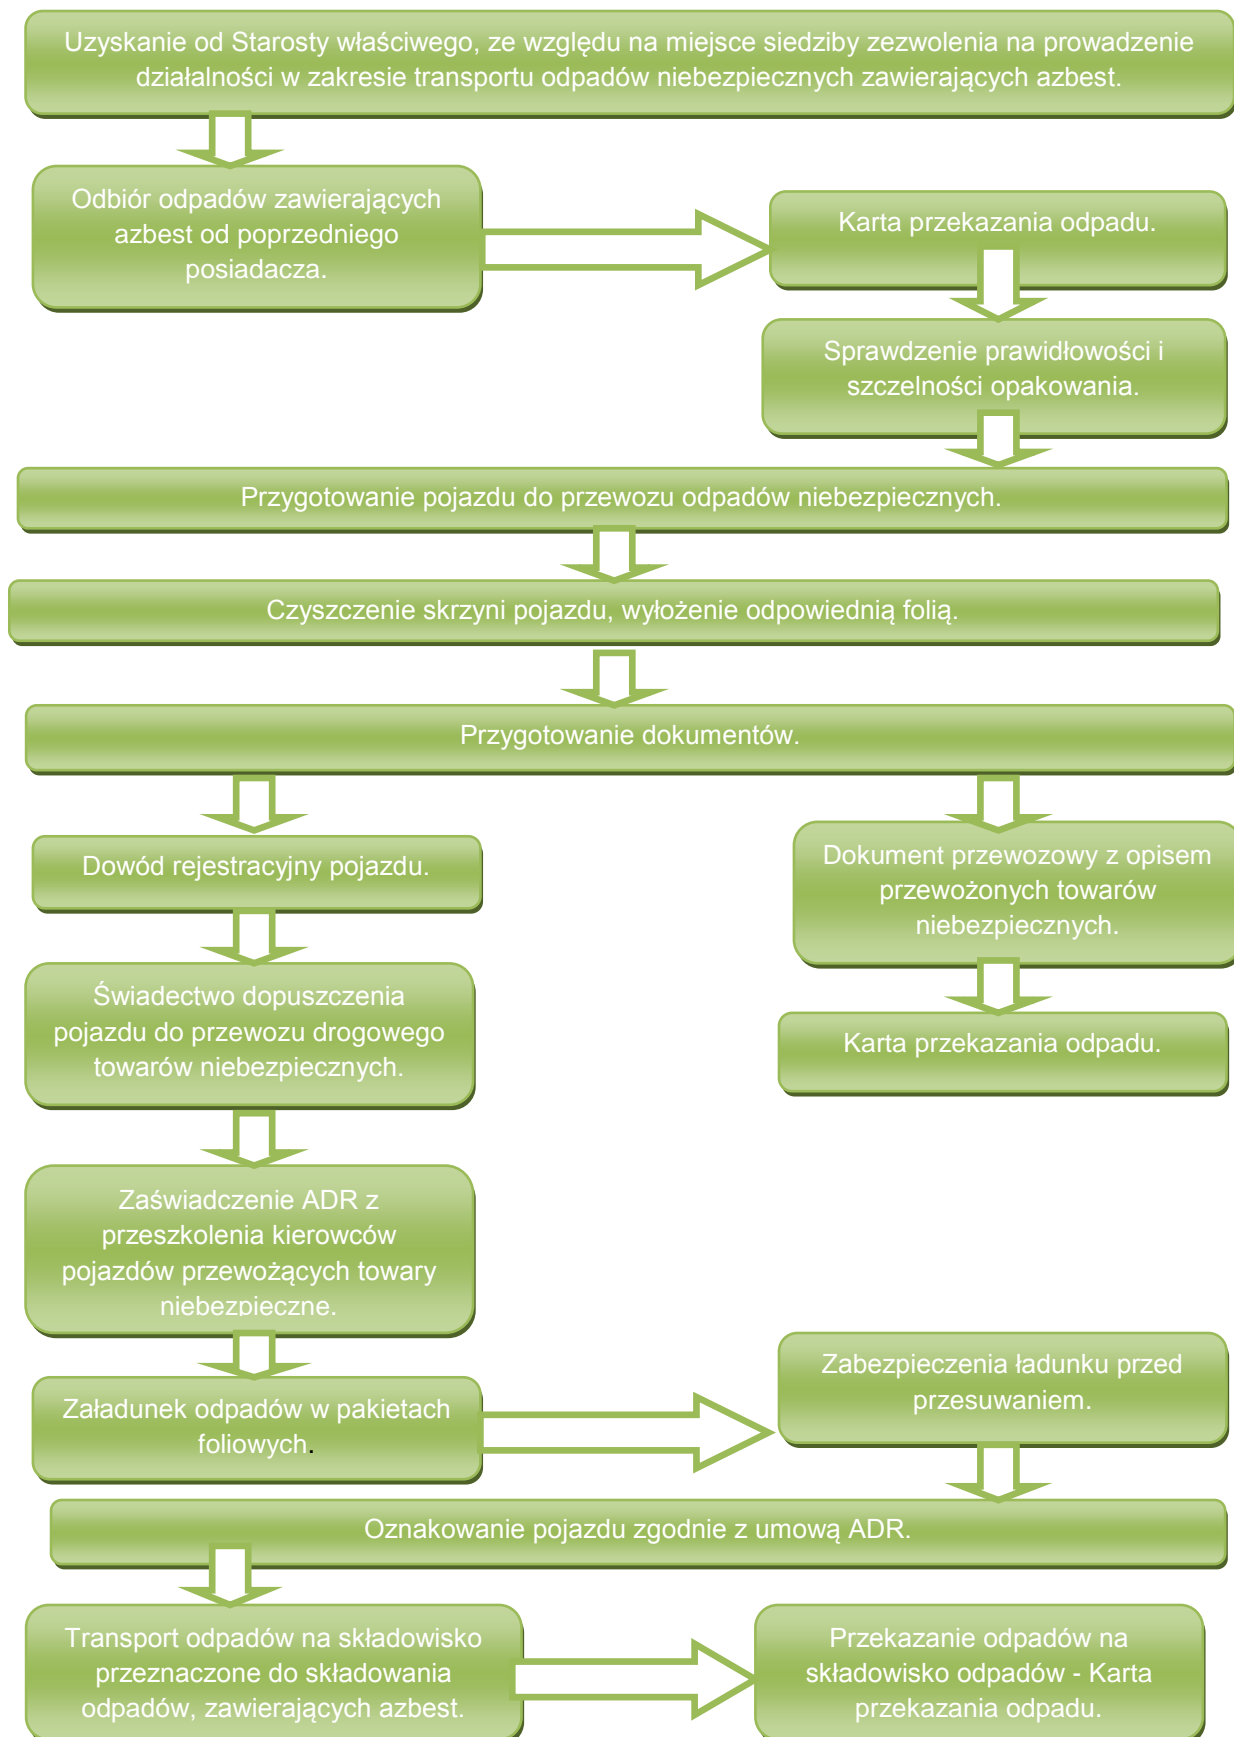 Uzyskanie od Starosty właściwego, ze względu na miejsce siedziby zezwolenia na prowadzenie
działalności w zakresie transportu odpadów niebezpiecznych zawierających azbest.
Odbiór odpadów zawierających
azbest od poprzedniego
posiadacza.
Karta przekazania odpadu.
Sprawdzenie prawidłowości i
szczelności opakowania.
Przygotowanie pojazdu do przewozu odpadów niebezpiecznych.
Czyszczenie skrzyni pojazdu, wyłożenie odpowiednią folią.
Przygotowanie dokumentów.
Dowód rejestracyjny pojazdu.
Świadectwo dopuszczenia
pojazdu do przewozu drogowego
towarów niebezpiecznych.
Zaświadczenie ADR z
przeszkolenia kierowców
pojazdów przewożących towary
niebezpieczne.
Dokument przewozowy z opisem
przewożonych towarów
niebezpiecznych.
Karta przekazania odpadu.
Załadunek odpadów w pakietach
foliowych.
Zabezpieczenia ładunku przed
przesuwaniem.
Oznakowanie pojazdu zgodnie z umową ADR.
Transport odpadów na składowisko
przeznaczone do składowania
odpadów, zawierających azbest.
Przekazanie odpadów na
składowisko odpadów - Karta
przekazania odpadu.